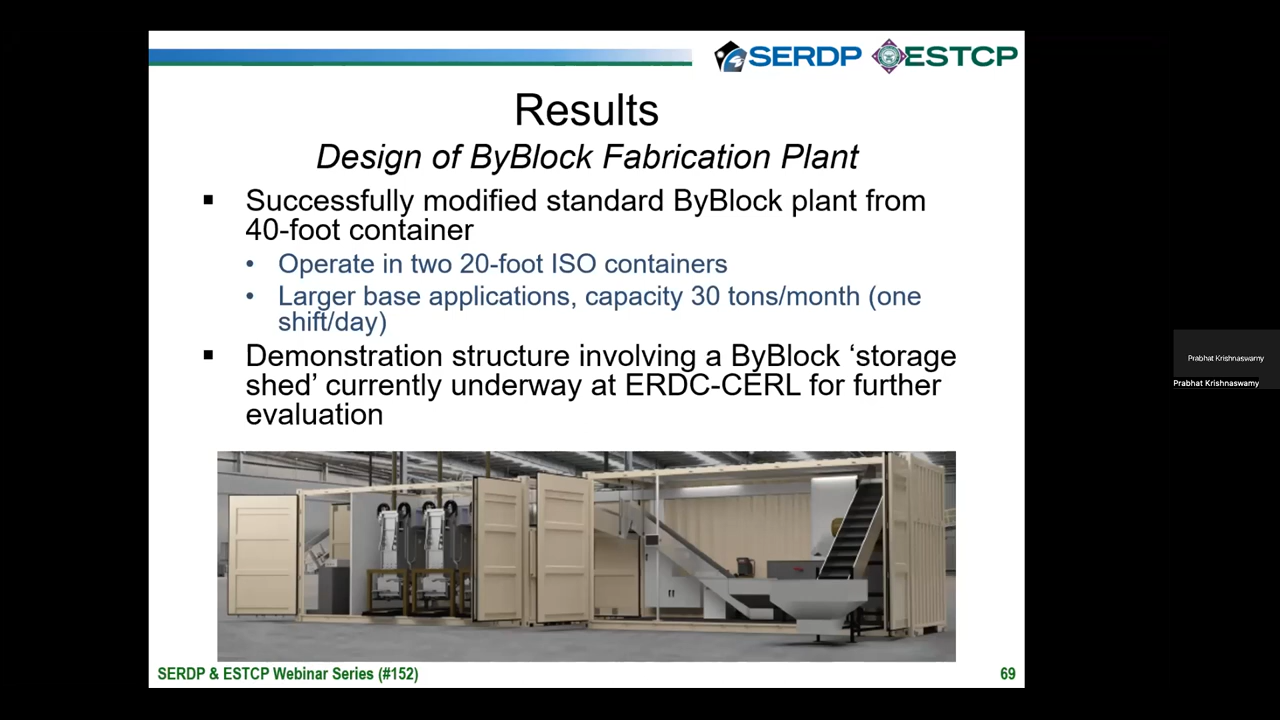 SERDP ESTCP
Results
Design of ByBlock Fabrication Plant
▪ Successfully modified standard ByBlock plant from
40-foot container
• Operate in two 20-foot ISO containers
• Larger base applications, capacity 30 tons/month (one
shift/day)
▪ Demonstration structure involving a ByBlock ‘storage
shed’ currently underway at ERDC-CERL for further
evaluation
SERDP & ESTCP Webinar Series (#152)
69
Prabhat Krishnaswamy
Prabhat Krishnaswamy